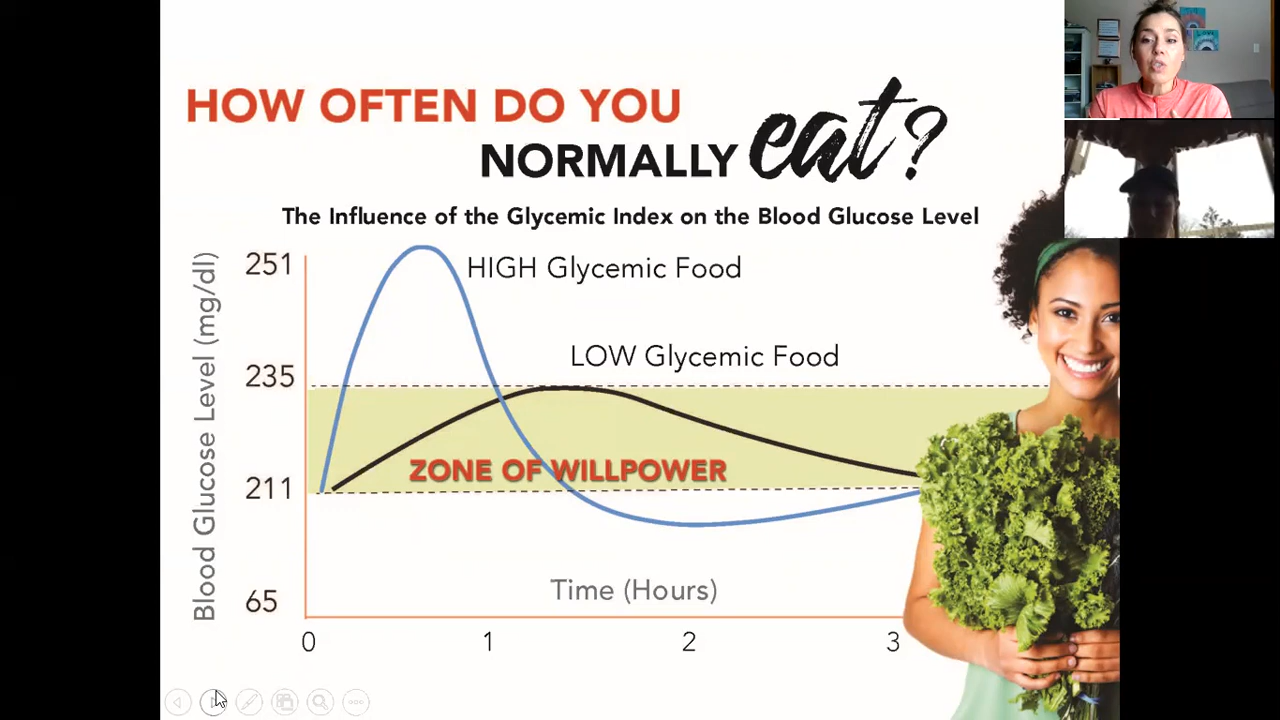 HOW OFTEN DO YOU
NORMALLY eat?
The Influence of the Glycemic Index on the Blood Glucose Level
Blood Glucose Level (mg/dl)
251
HIGH Glycemic Food
LOW Glycemic Food
235
ZONE OF WILLPOWER
211
Time (Hours)
65
0 1 2 3